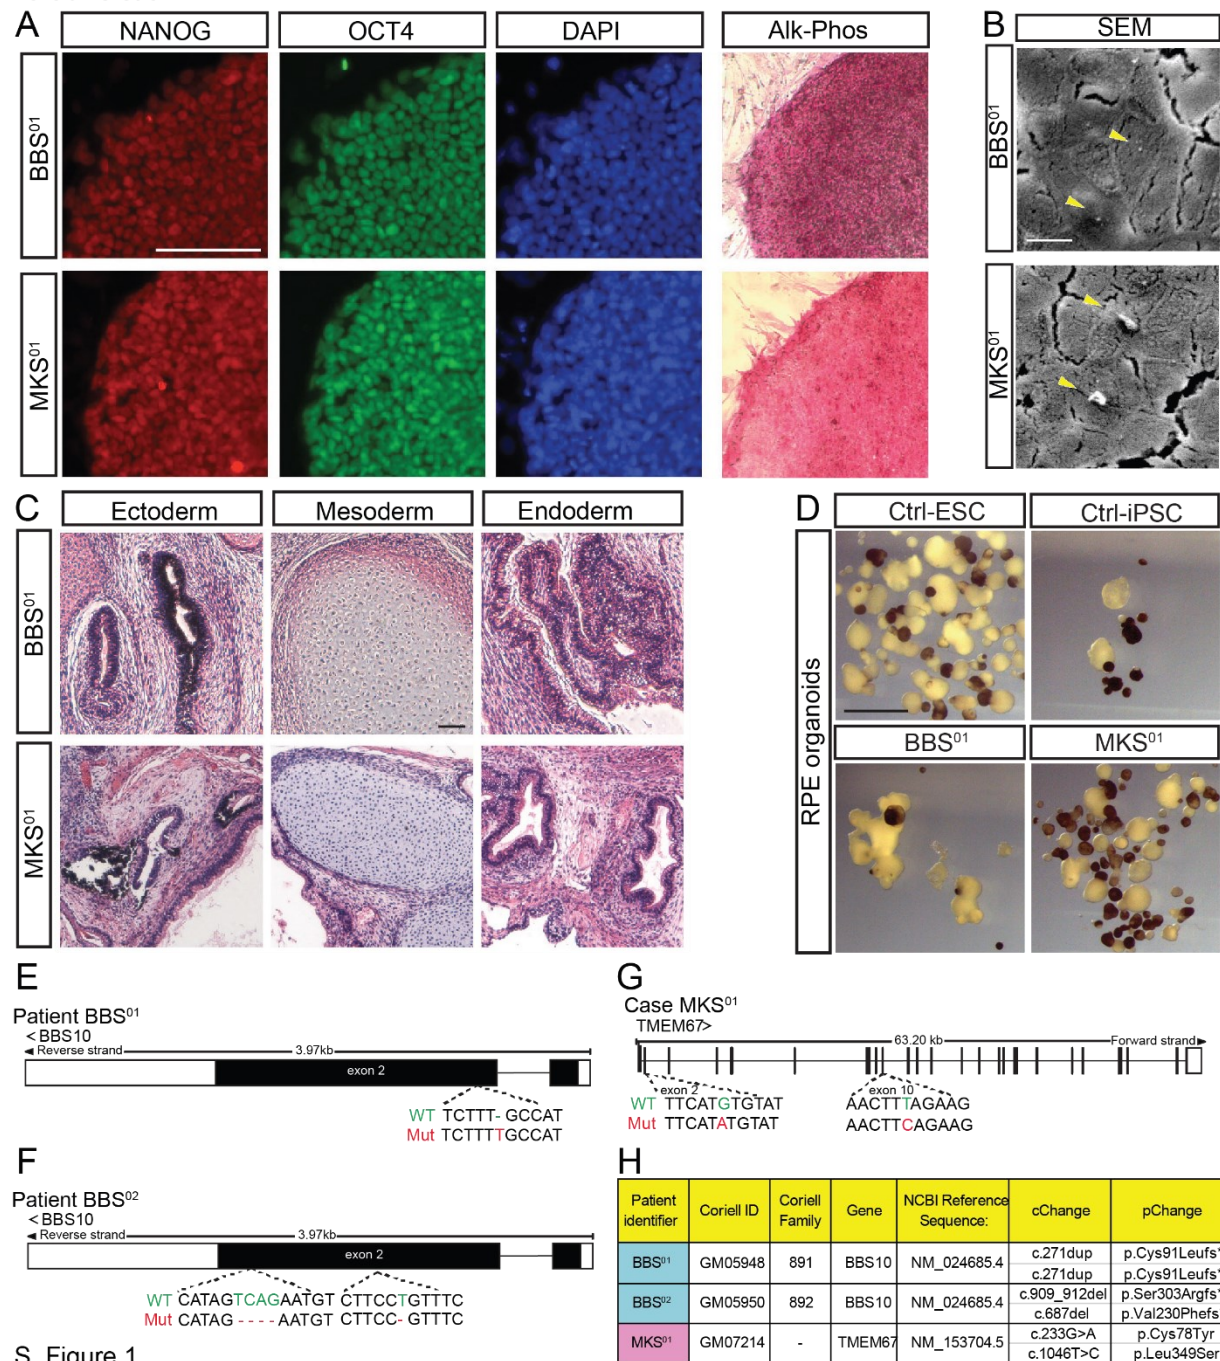 A
NANOG
OCT4
DAPI
Alk-Phos
BBS01
MKS01
B
SEM
BBS01
MKS01
C
Ectoderm
Mesoderm
Endoderm
BBS01
MKS01
D
Ctrl-ESC
Ctrl-iPSC
BBS01
MKS01
RPE organoids
E
Patient BBS01
<BBS10
Reverse strand
3.97kb
exon 2
WT TCTTT-GCCAT
Mut TCTTTTGCCAT
F
Patient BBS02
<BBS10
Reverse strand
3.97kb
exon 2
WT CATAGTCAGAATGT CTTCCTGTTTC
Mut CATAG----AATGT CTTCC-GTTTC
G
Case MKS01
TMEM67>
63.20 kb
Forward strand
exon 2
exon 10
WT TTCATGTGTAT AACTTTAGAAG
Mut TTCATATGTAT AACTTCAGAAG
H
Patient identifier Coriell ID Coriell Family Gene NCBI Reference Sequence: cChange pChange
BBS01 GM05948 891 BBS10 NM_024685.4 c.271dup p.Cys91Leufs*
c.271dup p.Cys91Leufs*
BBS02 GM05950 892 BBS10 NM_024685.4 c.909_912del p.Ser303Argfs*
c.687del p.Val230Phefs
MKS01 GM07214 - TMEM67 NM_153704.5 c.233G>A p.Cys78Tyr
c.1046T>C p.Leu349Ser
S. Figure 1